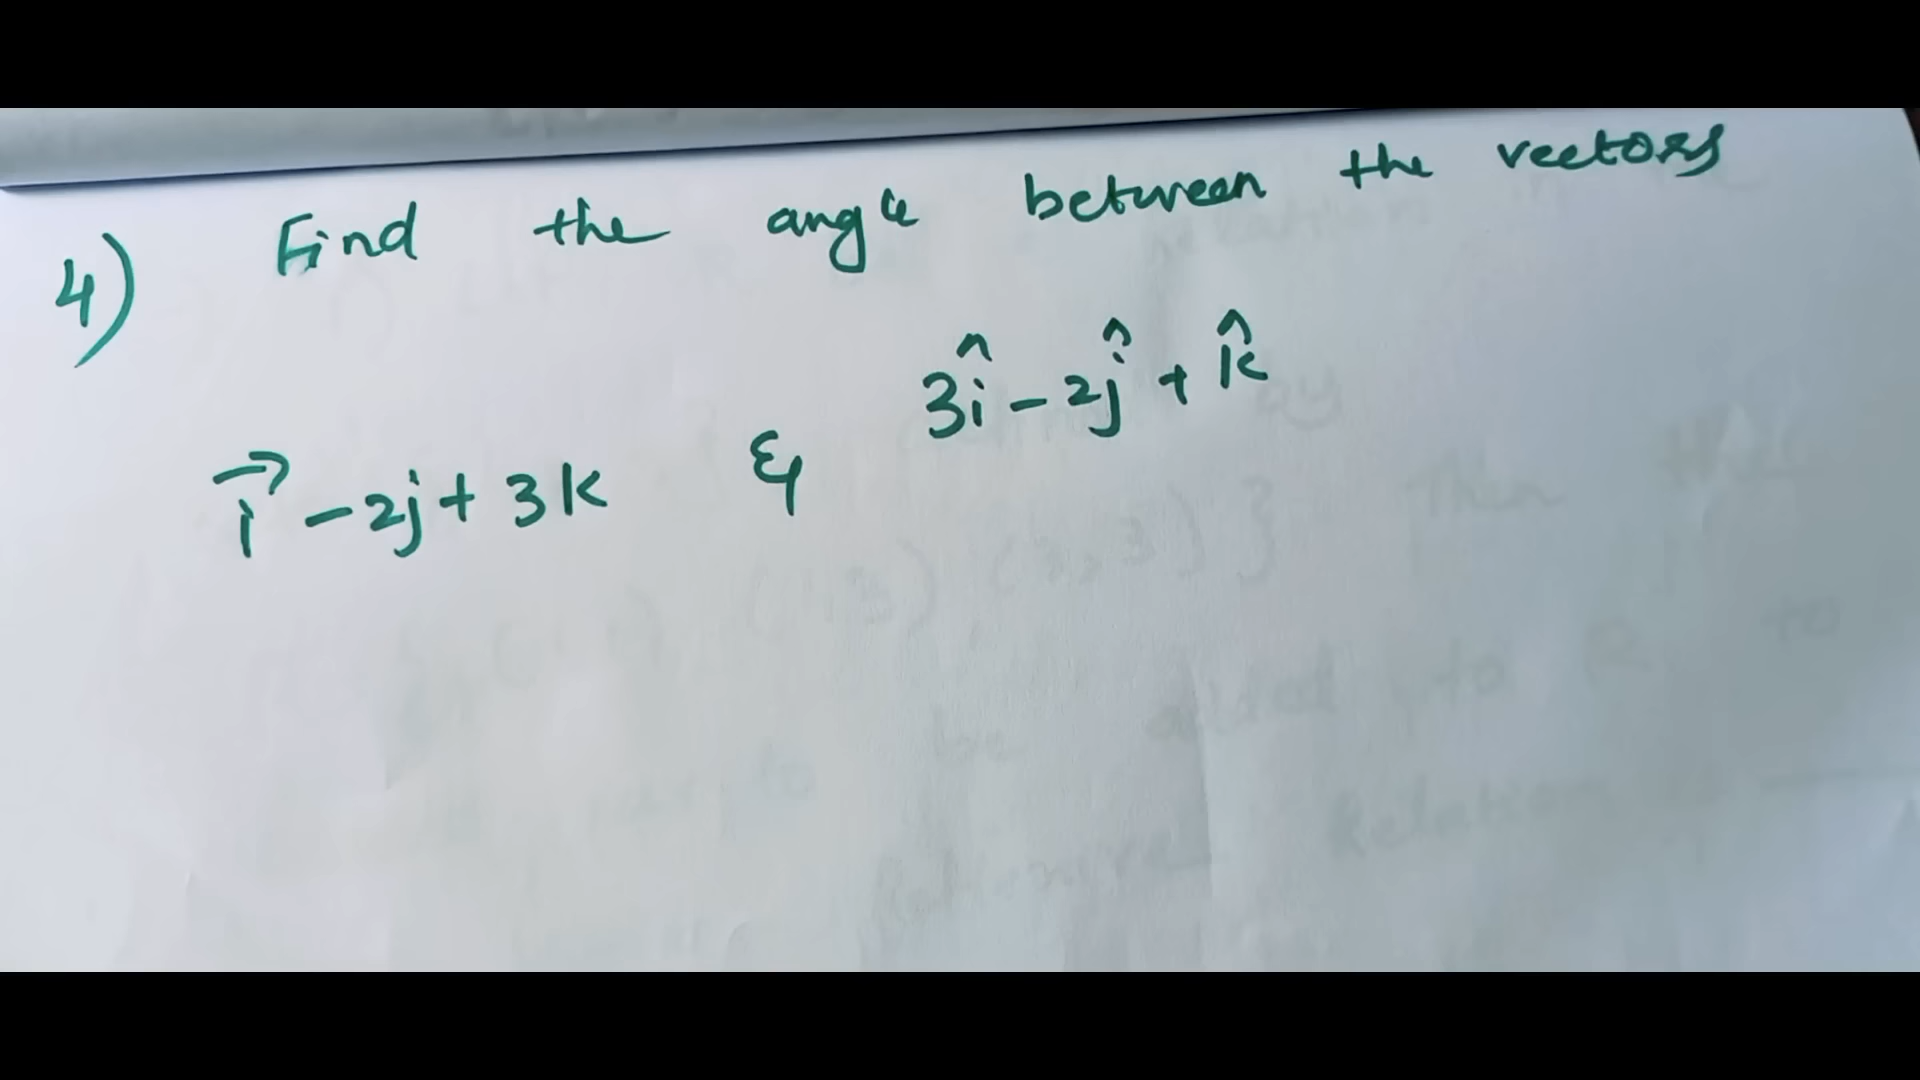 4) Find the angle between the vectors
i⃗ - 2j + 3k & 3î - 2ĵ + k̂